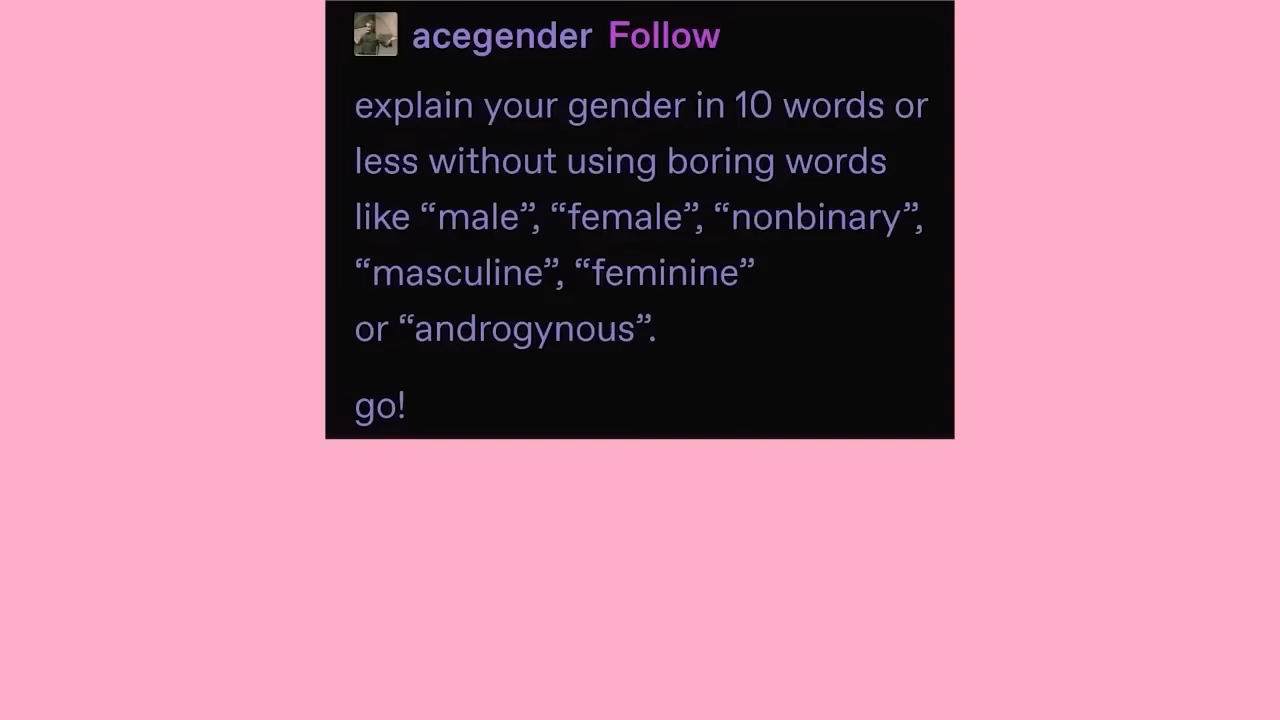 acegender Follow
explain your gender in 10 words or
less without using boring words
like “male”, “female”, “nonbinary”,
“masculine”, “feminine”
or “androgynous”.
go!